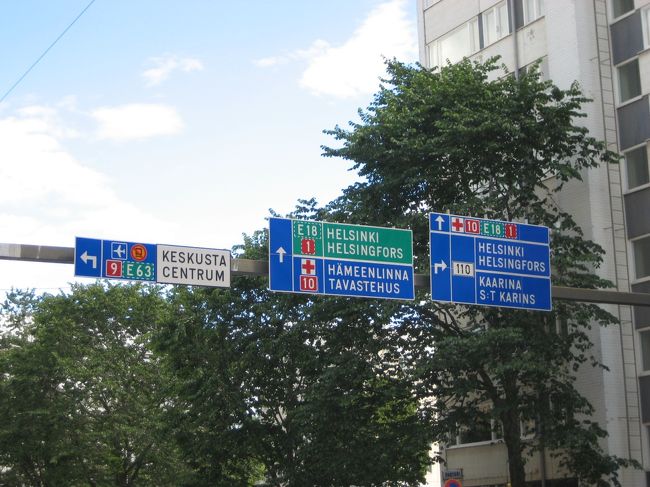 9 E63
KESKUSTA
CENTRUM
E18
1
HELSINKI
HELSINGFORS
10
HÄMEENLINNA
TAVASTEHUS
10 E18 1
110
HELSINKI
HELSINGFORS
KAARINA
S:T KARINS